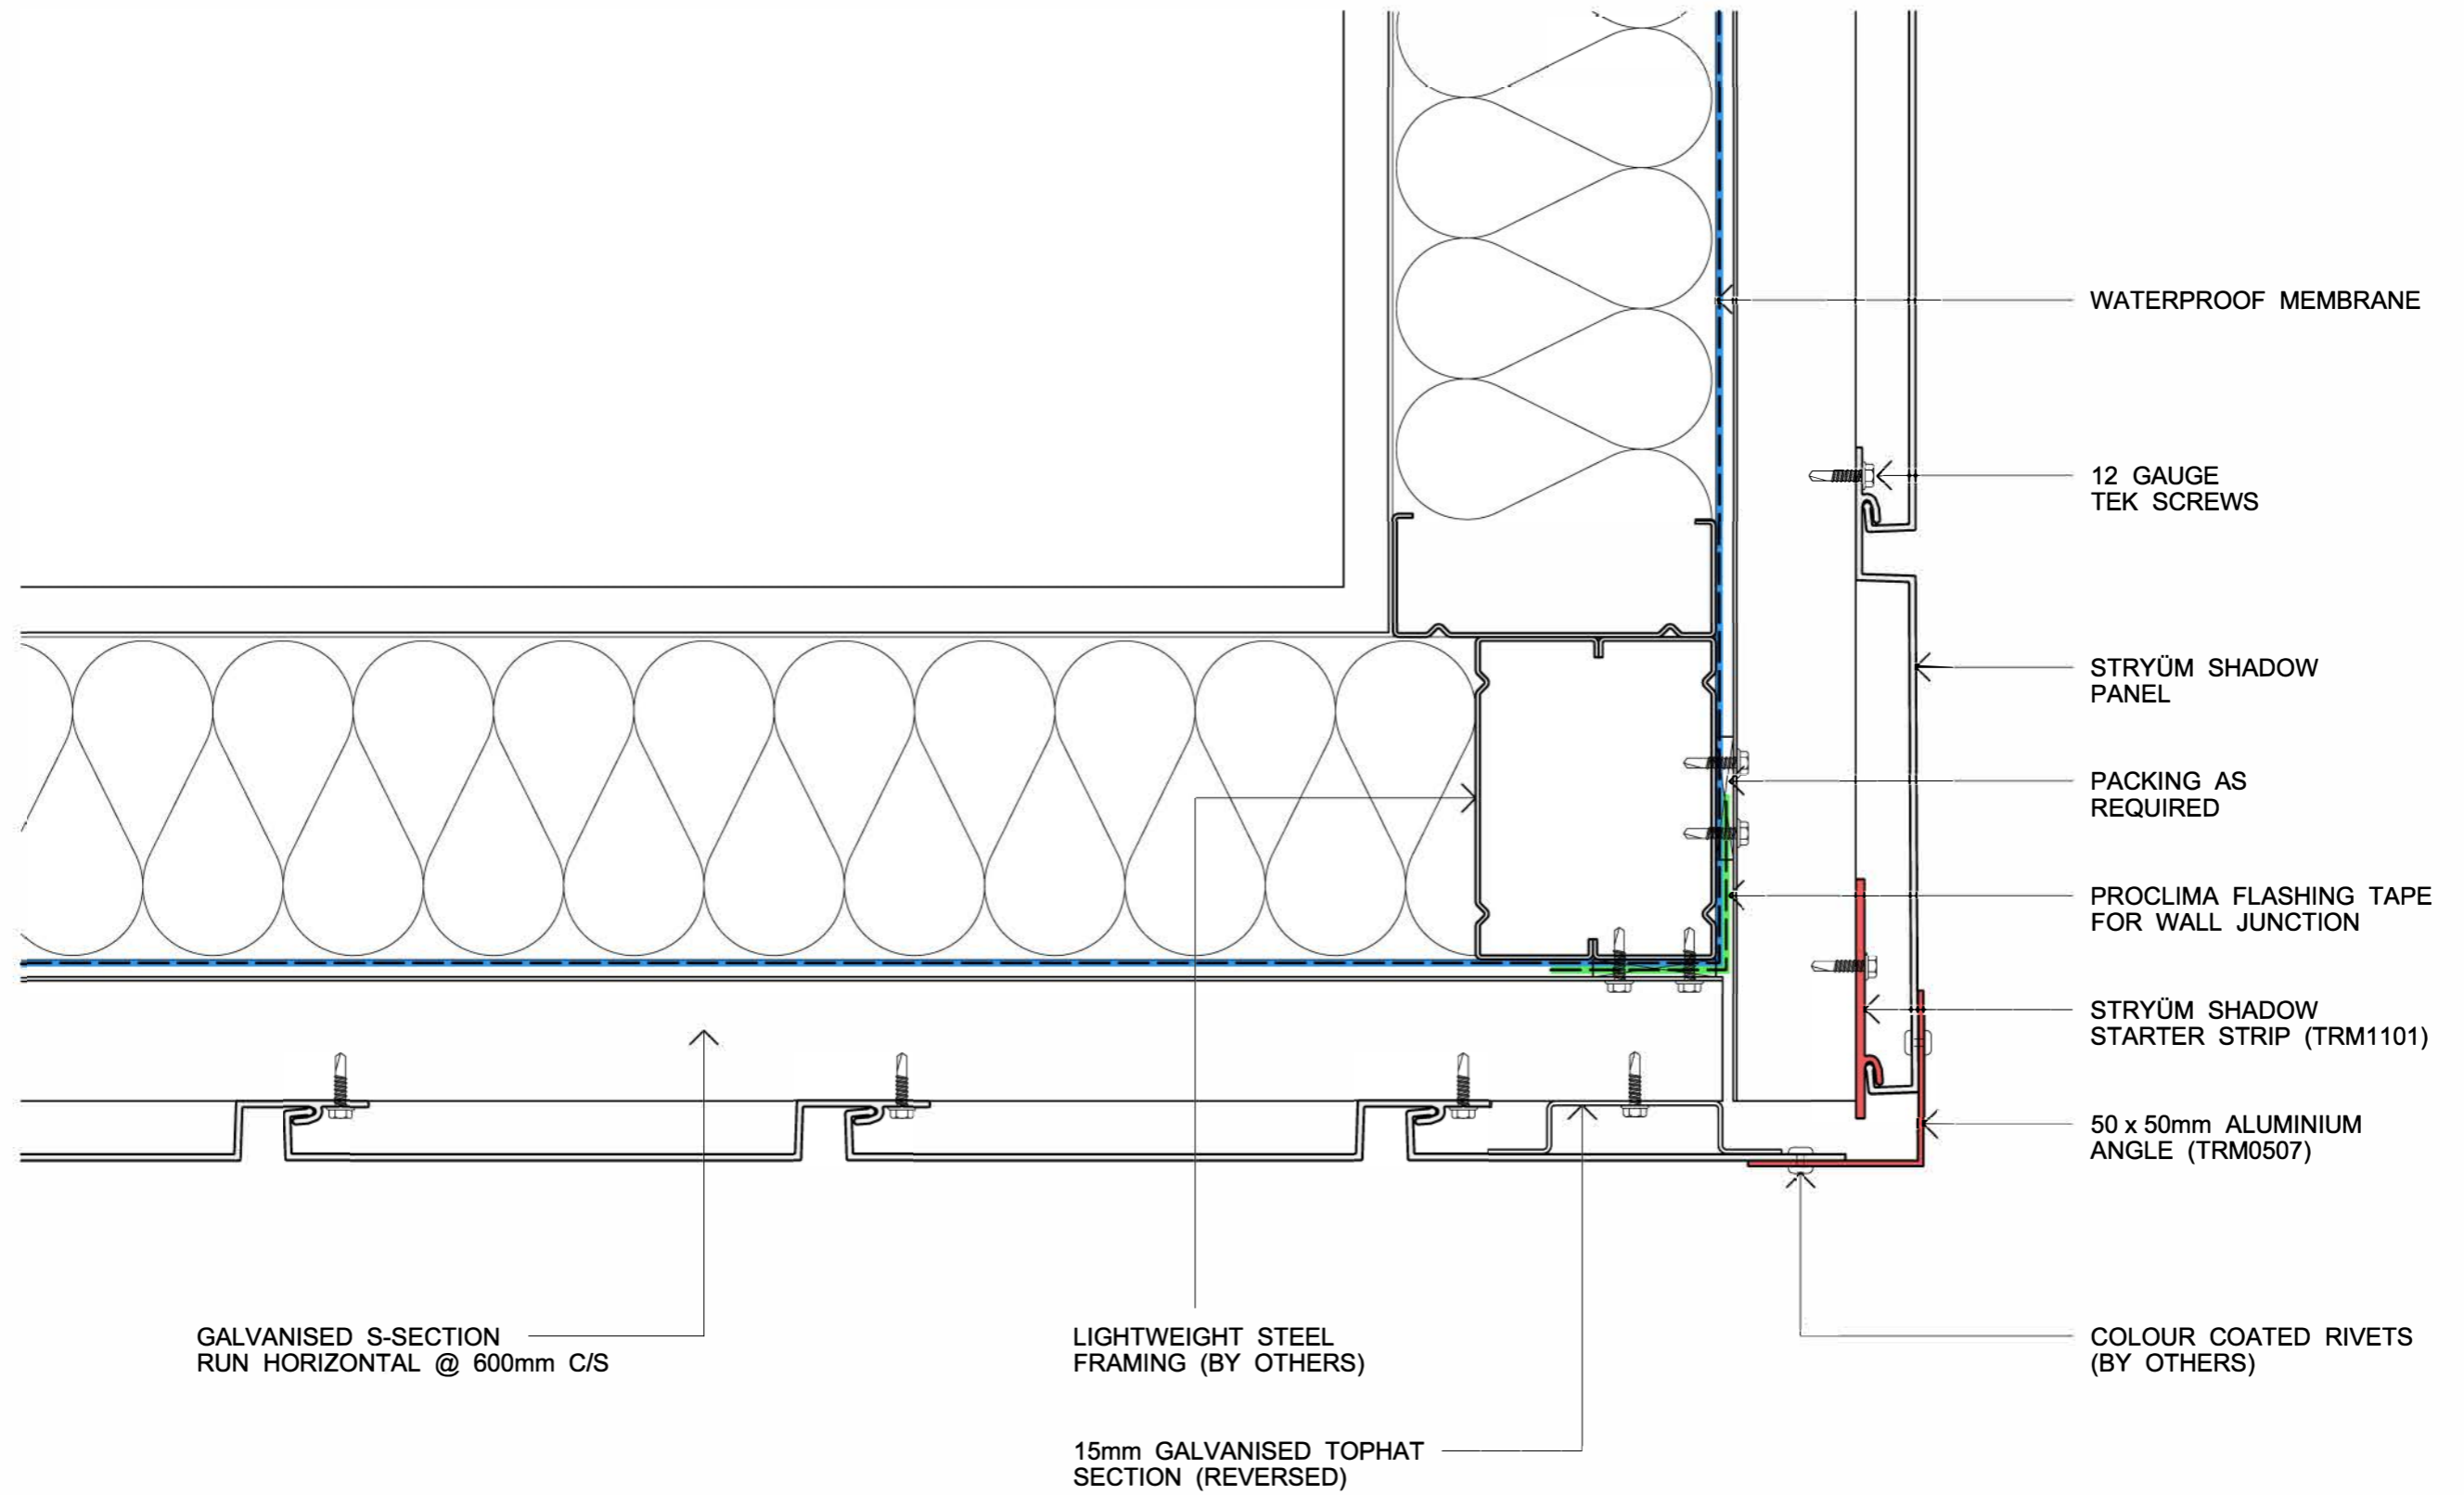 WATERPROOF MEMBRANE
12 GAUGE
TEK SCREWS
STRYÜM SHADOW
PANEL
PACKING AS
REQUIRED
PROCLIMA FLASHING TAPE
FOR WALL JUNCTION
STRYÜM SHADOW
STARTER STRIP (TRM1101)
50 x 50mm ALUMINIUM
ANGLE (TRM0507)
GALVANISED S-SECTION
RUN HORIZONTAL @ 600mm C/S
LIGHTWEIGHT STEEL
FRAMING (BY OTHERS)
COLOUR COATED RIVETS
(BY OTHERS)
15mm GALVANISED TOPHAT
SECTION (REVERSED)